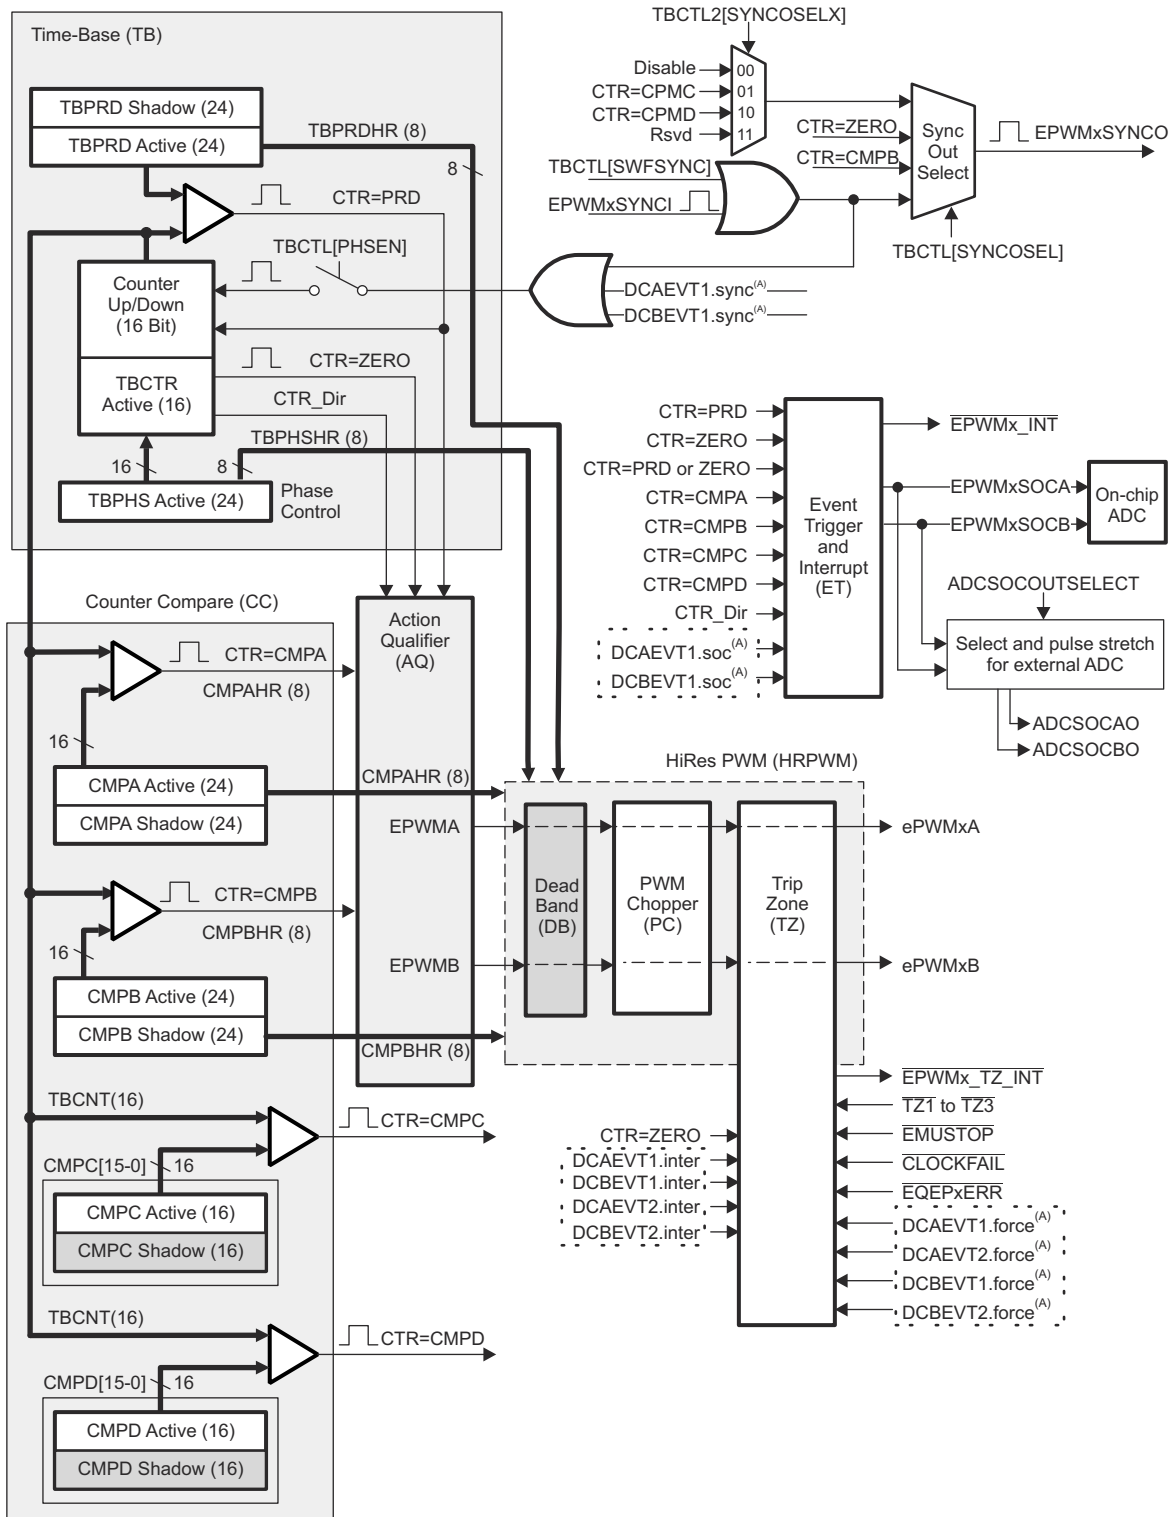 TBCTL2[SYNCOSELX]
Time-Base (TB)
Disable
00
CTR=CPMC
01
CTR=CPMD
10
Rsvd
11
TBPRD Shadow (24)
TBPRD Active (24)
TBPRDHR (8)
8
CTR=ZERO
CTR=CMPB
Sync
Out
Select
EPWMxSYNCO
TBCTL[SWFSYNC]
EPWMxSYNCI
TBCTL[SYNCOSEL]
CTR=PRD
TBCTL[PHSEN]
Counter
Up/Down
(16 Bit)
DCAEVT1.sync(A)
DCBEVT1.sync(A)
CTR=ZERO
TBCTR
Active (16)
CTR_Dir
TBPHSHR (8)
16
8
TBPHS Active (24)
Phase
Control
CTR=PRD
CTR=ZERO
CTR=PRD or ZERO
CTR=CMPA
CTR=CMPB
CTR=CMPC
CTR=CMPD
CTR_Dir
DCAEVT1.soc(A)
DCBEVT1.soc(A)
Event
Trigger
and
Interrupt
(ET)
EPWMx_INT
EPWMxSOCA
EPWMxSOCB
On-chip
ADC
ADCSOCOUTSELECT
Select and pulse stretch
for external ADC
ADCSOCAO
ADCSOCBO
Counter Compare (CC)
Action
Qualifier
(AQ)
CTR=CMPA
CMPAHR (8)
16
CMPA Active (24)
CMPA Shadow (24)
CMPAHR (8)
HiRes PWM (HRPWM)
EPWMA
ePWMxA
CTR=CMPB
CMPBHR (8)
16
Dead
Band
(DB)
PWM
Chopper
(PC)
Trip
Zone
(TZ)
EPWMB
ePWMxB
CMPB Active (24)
CMPB Shadow (24)
CMPBHR (8)
TBCNT(16)
CTR=CMPC
CMPC[15-0]
16
CMPC Active (16)
CMPC Shadow (16)
EPWMx_TZ_INT
TZ1 to TZ3
EMUSTOP
CLOCKFAIL
EQEPxERR
DCAEVT1.force(A)
DCAEVT2.force(A)
DCBEVT1.force(A)
DCBEVT2.force(A)
CTR=ZERO
DCAEVT1.inter
DCBEVT1.inter
DCAEVT2.inter
DCBEVT2.inter
TBCNT(16)
CTR=CMPD
CMPD[15-0]
16
CMPD Active (16)
CMPD Shadow (16)